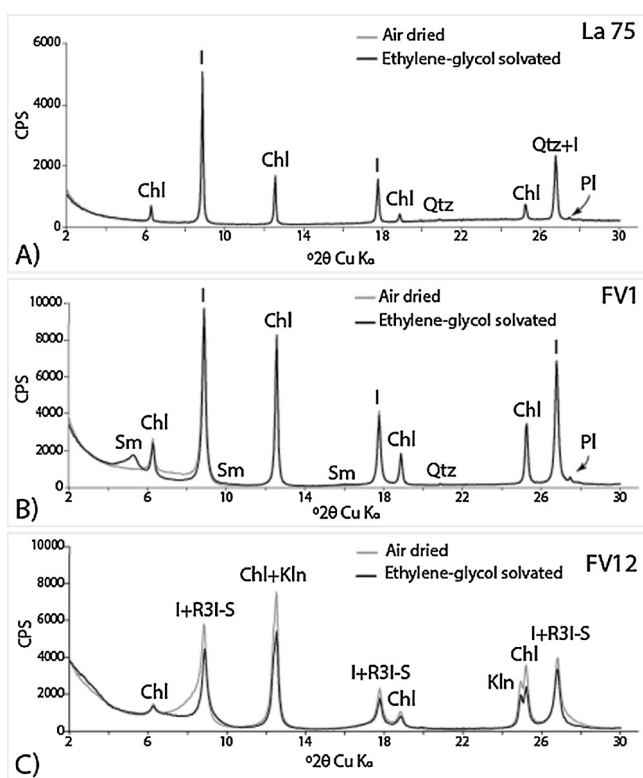 La 75
Air dried
Ethylene-glycol solvated
6000
4000
2000
0
CPS
I
Chl
Chl
I
Chl
Qtz
Chl
Qtz+I
Pl
2 6 10 14 18 22 26 30
º2θ Cu Kα
A)
FV1
Air dried
Ethylene-glycol solvated
10000
8000
6000
4000
2000
0
CPS
Sm
Chl
I
Sm
Chl
Sm
I
Chl
Qtz
Chl
I
Pl
2 6 10 14 18 22 26 30
º2θ Cu Kα
B)
FV12
Air dried
Ethylene-glycol solvated
10000
8000
6000
4000
2000
0
CPS
Chl
I+R3I-S
Chl+Kln
I+R3I-S
Chl
Kln
Chl
I+R3I-S
2 6 10 14 18 22 26 30
º2θ Cu Kα
C)